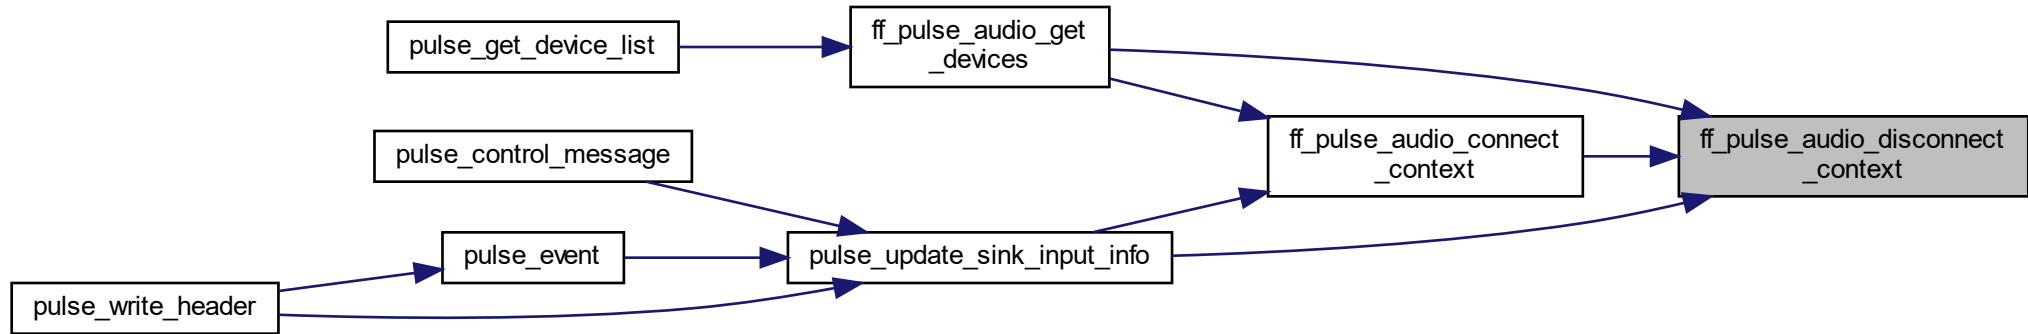 pulse_get_device_list
ff_pulse_audio_get
_devices
pulse_control_message
ff_pulse_audio_connect
_context
ff_pulse_audio_disconnect
_context
pulse_event
pulse_update_sink_input_info
pulse_write_header